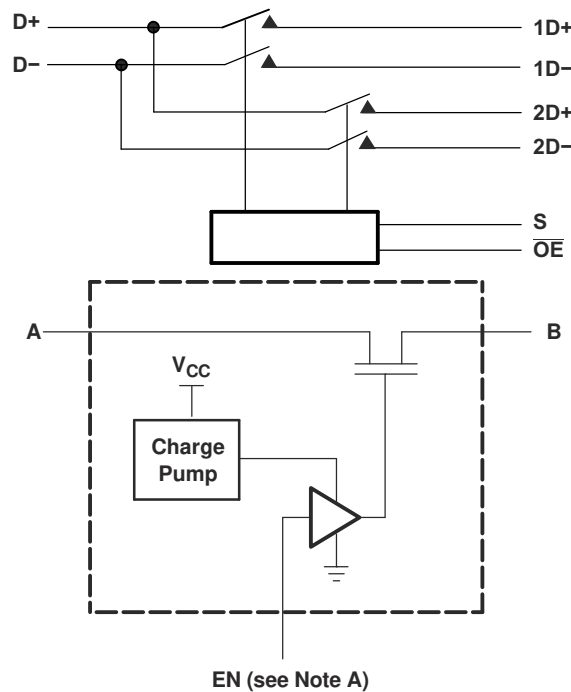 D+
1D+
D−
1D−
2D+
2D−
S
OE
A
B
VCC
Charge
Pump
EN (see Note A)